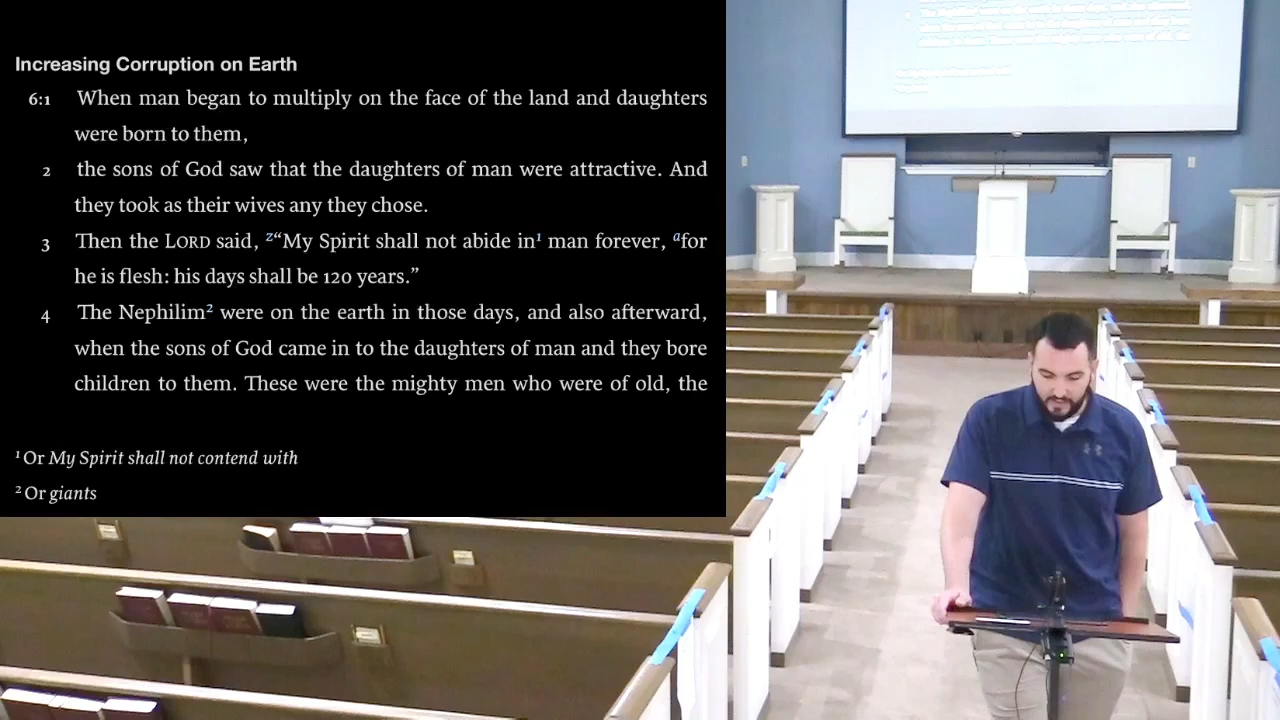 Increasing Corruption on Earth
6:1 When man began to multiply on the face of the land and daughters
were born to them,
2 the sons of God saw that the daughters of man were attractive. And
they took as their wives any they chose.
3 Then the LORD said, z“My Spirit shall not abide in1 man forever, afor
he is flesh: his days shall be 120 years.”
4 The Nephilim2 were on the earth in those days, and also afterward,
when the sons of God came in to the daughters of man and they bore
children to them. These were the mighty men who were of old, the
1 Or My Spirit shall not contend with
2 Or giants